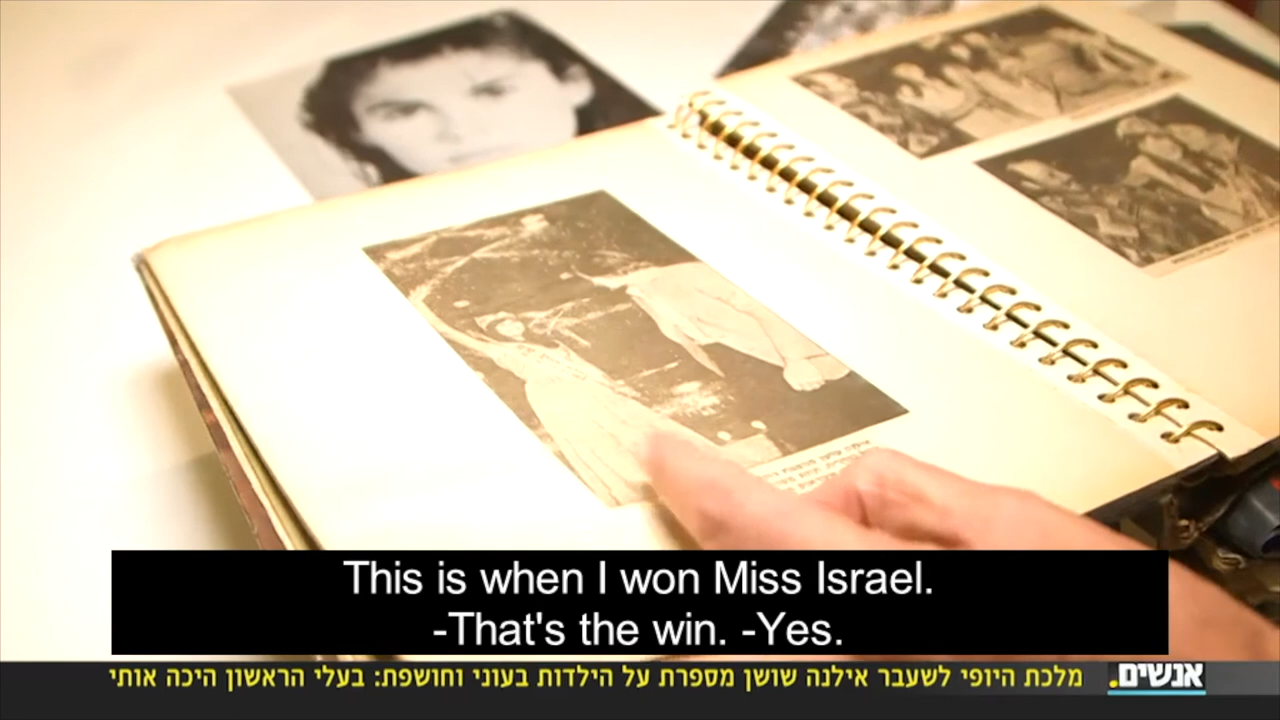 This is when I won Miss Israel.
-That's the win. -Yes.
אנשים.
מלכת היופי לשעבר אילנה שושן מספרת על הילדות בעוני וחושפת: בעלי הראשון היכה אותי